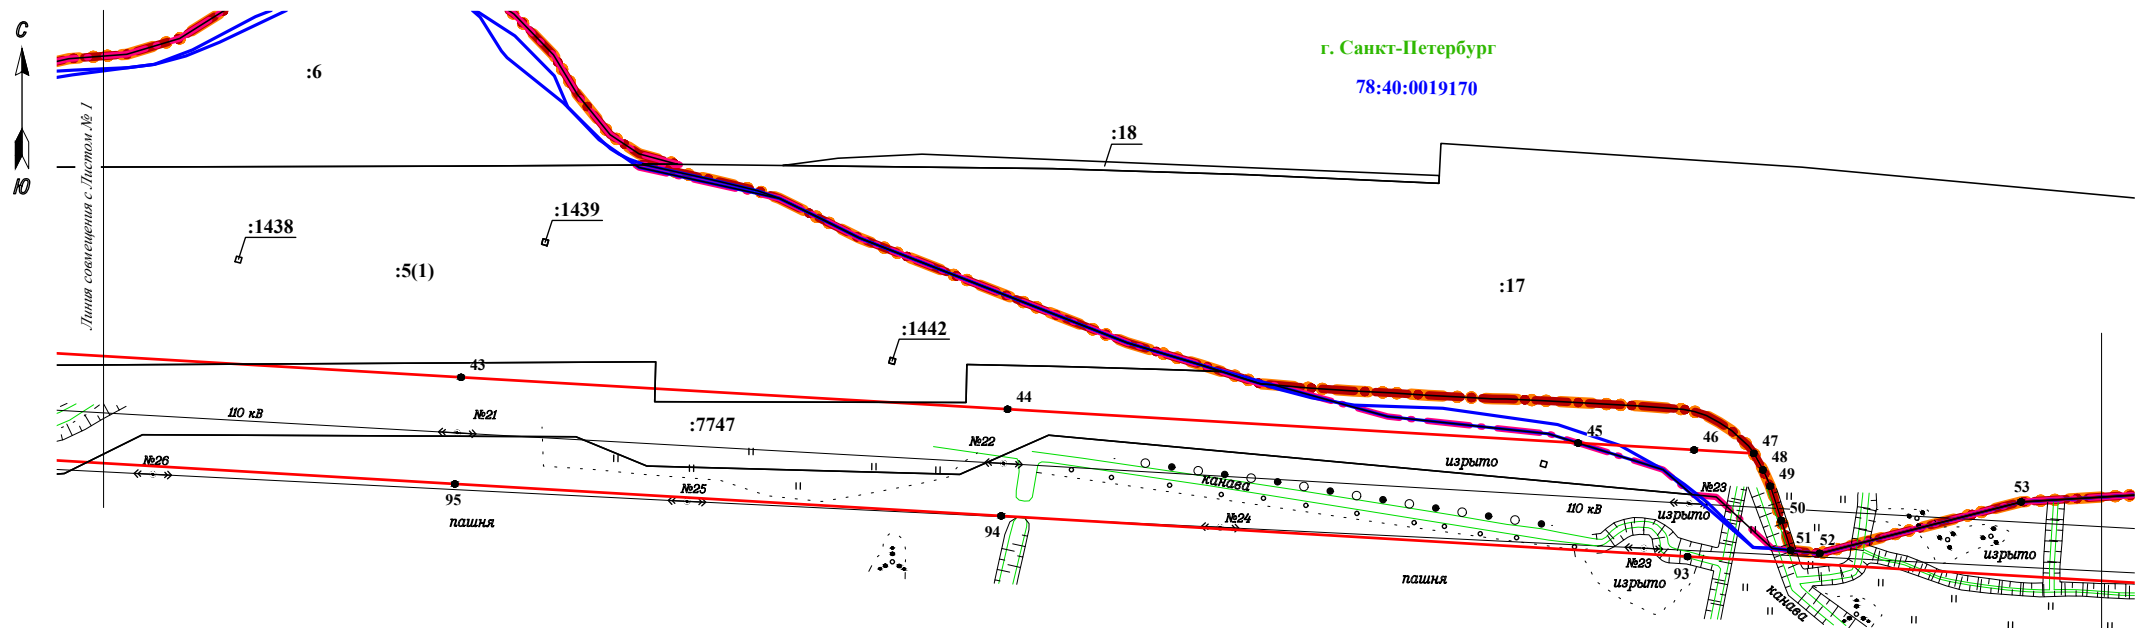 С
Ю
Линия совмещения с Листом № 1
г. Санкт-Петербург
78:40:0019170
:6
:18
:1438
:1439
:5(1)
:17
:1442
43
44
110 кВ
№21
:7747
№22
45
46
47
48
49
изрыто
№26
№25
95
пашня
94
№24
канава
110 кВ
№23
изрыто
50
51
52
53
№23
93
изрыто
изрыто
пашня
канава